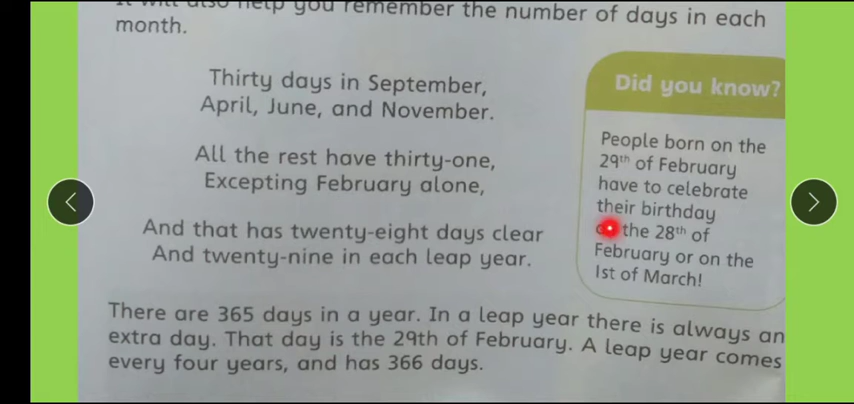 It will also help you remember the number of days in each
month.
Thirty days in September,
April, June, and November.
All the rest have thirty-one,
Excepting February alone,
And that has twenty-eight days clear
And twenty-nine in each leap year.
Did you know?
People born on the
29th of February
have to celebrate
their birthday
the 28th of
February or on the
1st of March!
There are 365 days in a year. In a leap year there is always an
extra day. That day is the 29th of February. A leap year comes
every four years, and has 366 days.